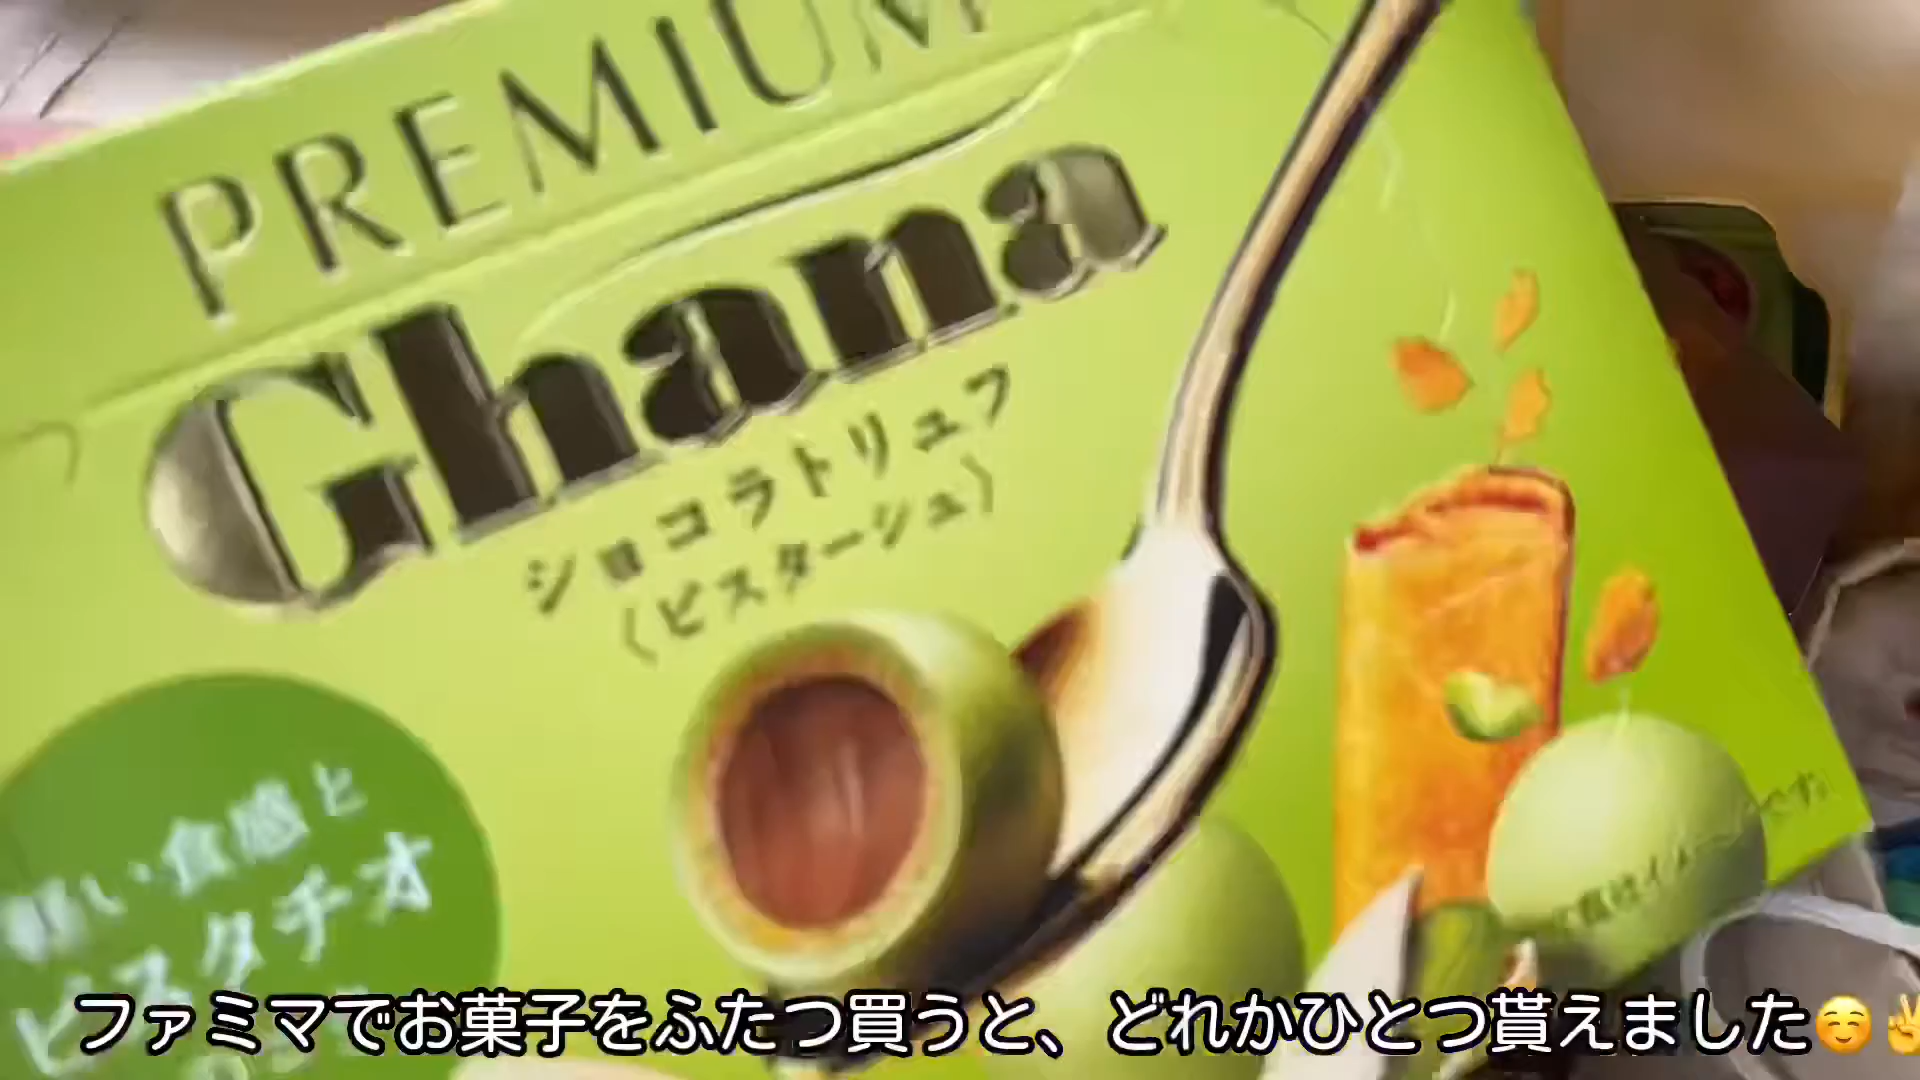 PREMIUM
Ghana
ショコラトリュフ
〈ピスターシュ〉
軽い食感と
ピスタチオ
ファミマでお菓子をふたつ買うと、どれかひとつ貰えました☺️✌